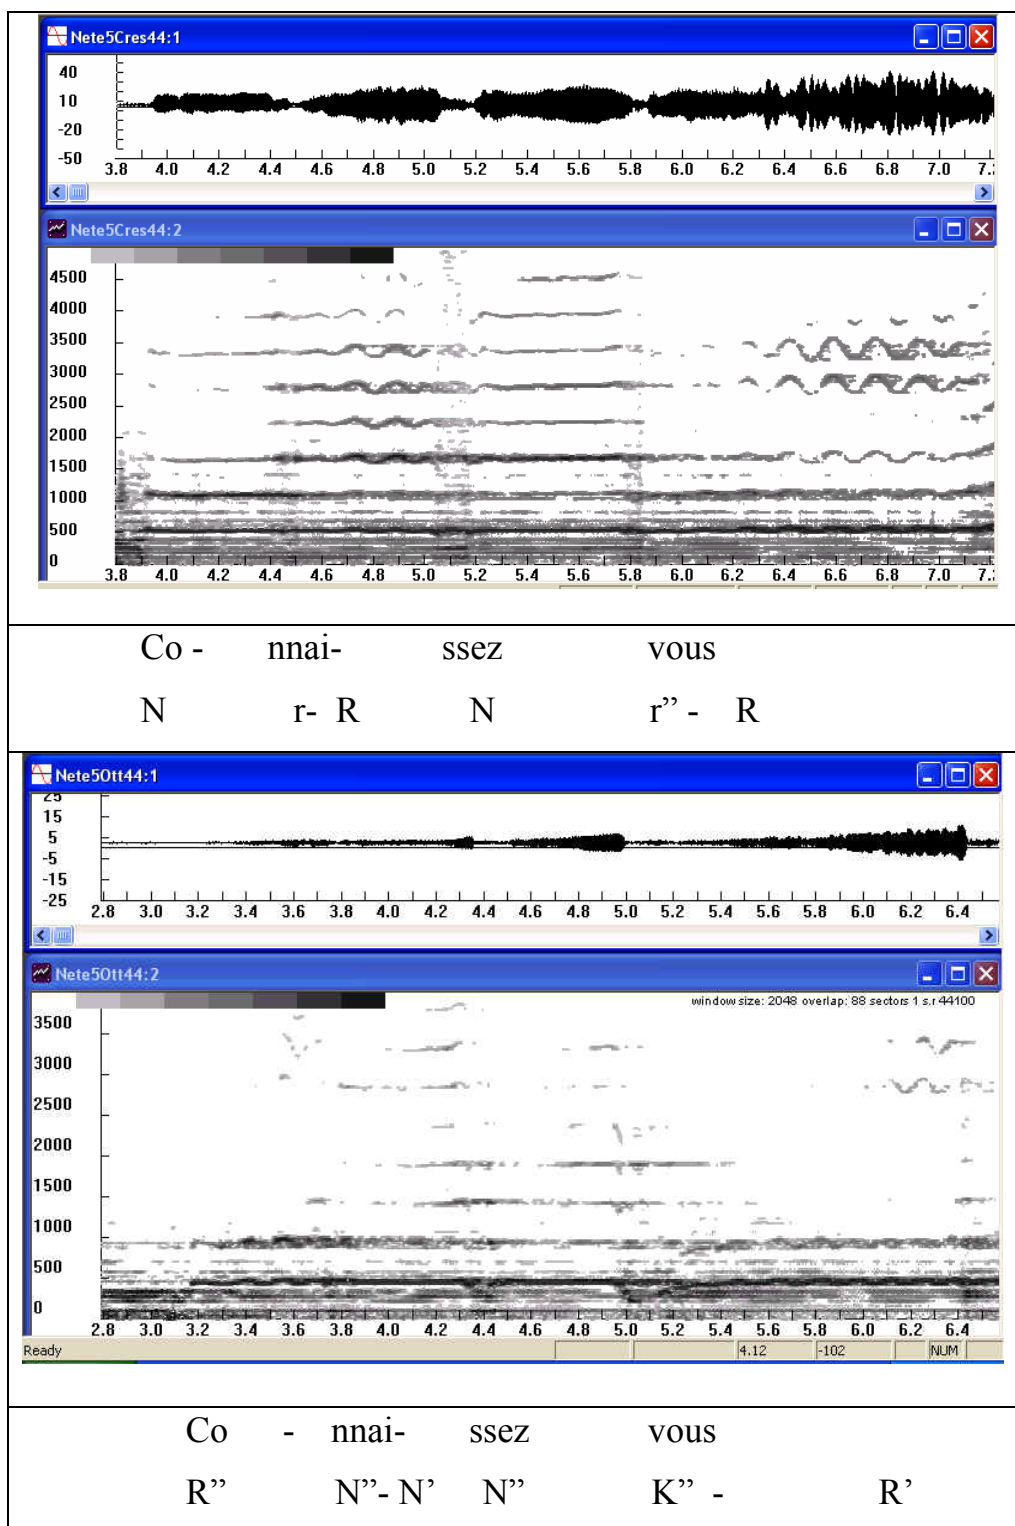 Nete5Cres44:1
40
10
-20
-50
3.8 4.0 4.2 4.4 4.6 4.8 5.0 5.2 5.4 5.6 5.8 6.0 6.2 6.4 6.6 6.8 7.0 7.
Nete5Cres44:2
4500
4000
3500
3000
2500
2000
1500
1000
500
0
3.8 4.0 4.2 4.4 4.6 4.8 5.0 5.2 5.4 5.6 5.8 6.0 6.2 6.4 6.6 6.8 7.0 7.
Co - nnai- ssez vous
N r- R N r” - R
Nete5Ott44:1
25
15
5
-5
-15
-25
2.8 3.0 3.2 3.4 3.6 3.8 4.0 4.2 4.4 4.6 4.8 5.0 5.2 5.4 5.6 5.8 6.0 6.2 6.4
Nete5Ott44:2
window size: 2048 overlap: 88 sectors 1 s.r 44100
3500
3000
2500
2000
1500
1000
500
0
2.8 3.0 3.2 3.4 3.6 3.8 4.0 4.2 4.4 4.6 4.8 5.0 5.2 5.4 5.6 5.8 6.0 6.2 6.4
Ready 4.12 -102 NUM
Co - nnai- ssez vous
R” N”- N’ N” K” - R’